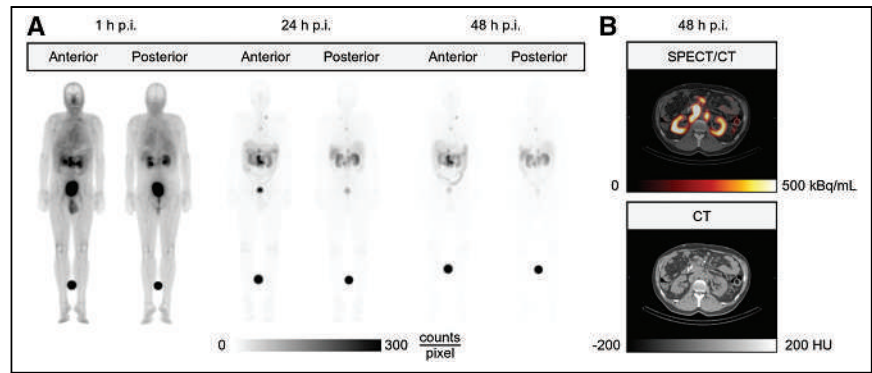 A
1 h p.i.
24 h p.i.
48 h p.i.
Anterior
Posterior
Anterior
Posterior
Anterior
Posterior
0
300
counts
pixel
B
48 h p.i.
SPECT/CT
0
500 kBq/mL
CT
-200
200 HU